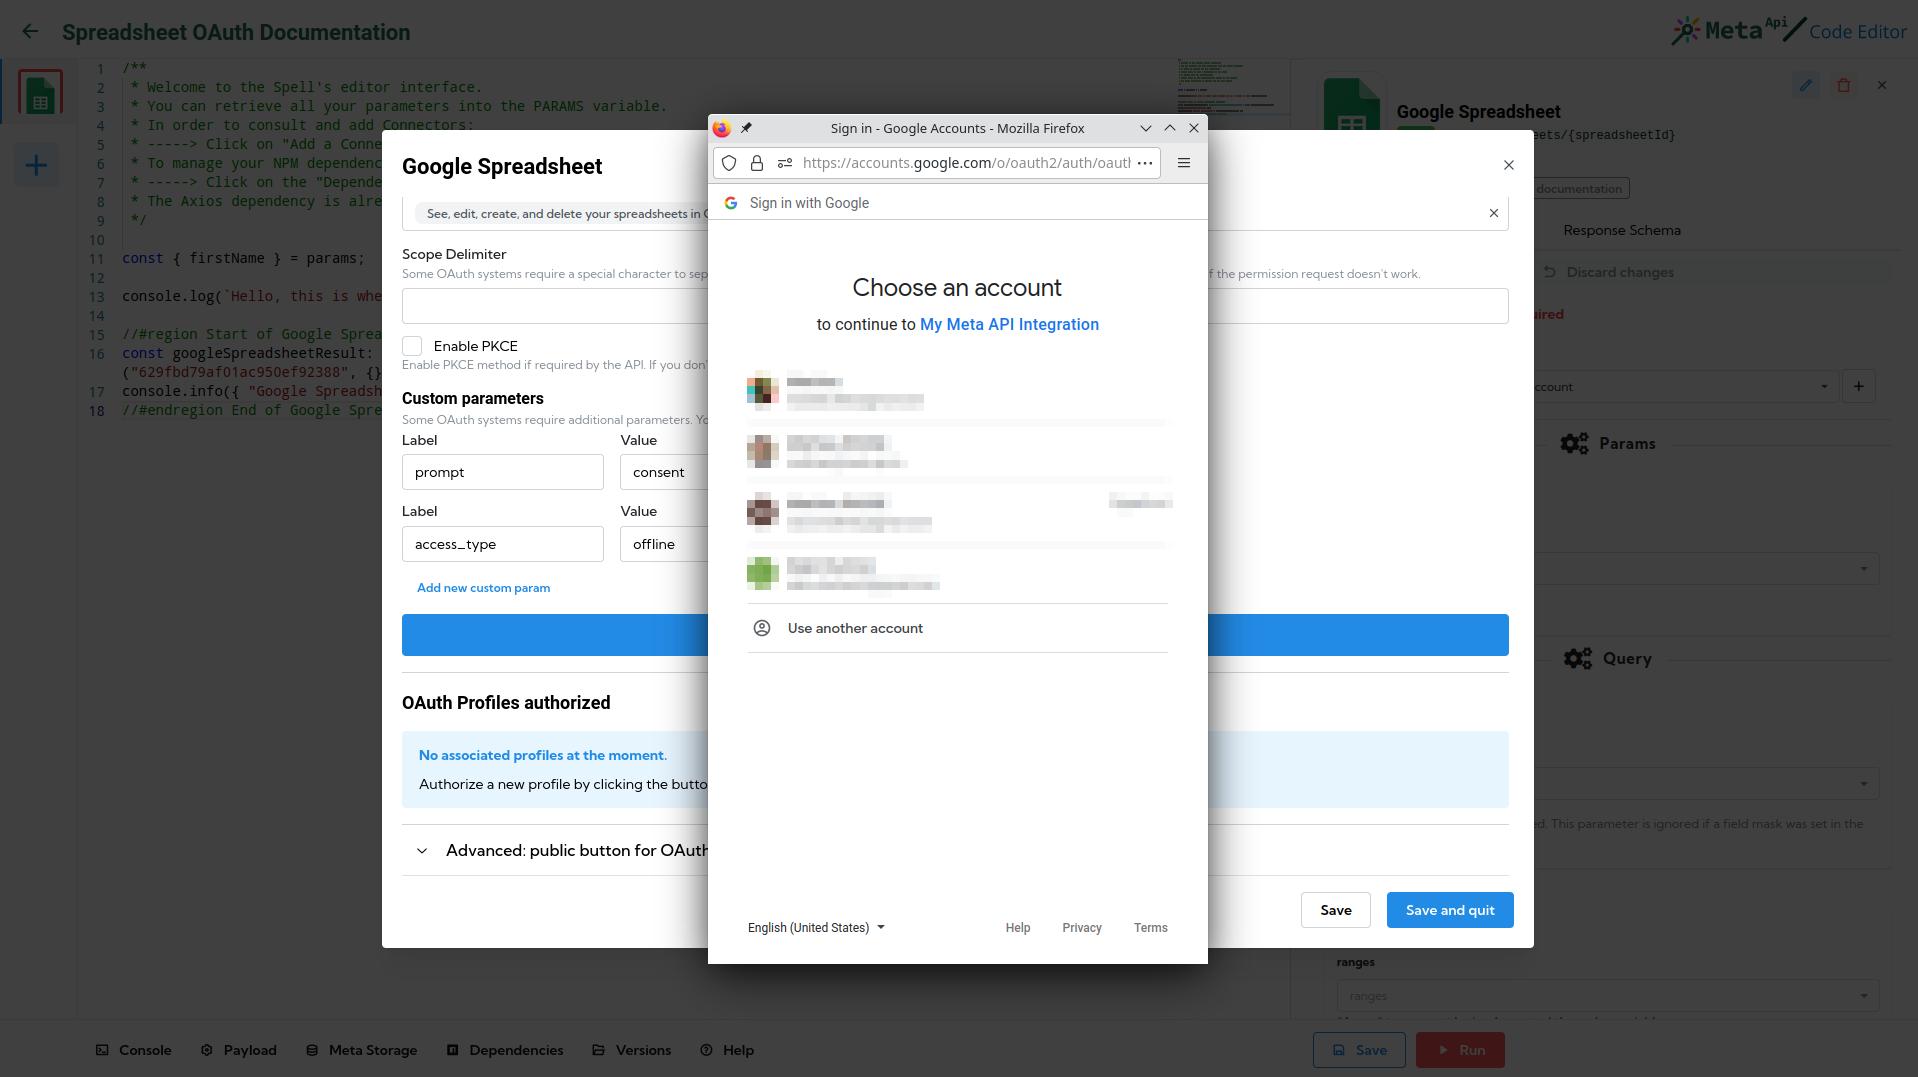 Spreadsheet OAuth Documentation
Meta Api Code Editor
1 /**
2 * Welcome to the Spell's editor interface.
3 * You can retrieve all your parameters into the PARAMS variable.
4 * In order to consult and add Connectors:
5 * -----> Click on "Add a Conne
6 * To manage your NPM dependenc
7 * -----> Click on the "Depende
8 * The Axios dependency is alre
9 */
10
11 const { firstName } = params;
12
13 console.log(`Hello, this is whe
14
15 //#region Start of Google Sprea
16 const googleSpreadsheetResult:
("629fbd79af01ac950ef92388", {}
17 console.info({ "Google Spreadsh
18 //#endregion End of Google Spre
Google Spreadsheet
eets/{spreadsheetId}
documentation
Response Schema
Discard changes
uired
ccount
Params
Query
ed. This parameter is ignored if a field mask was set in the
ranges
ranges
Google Spreadsheet
See, edit, create, and delete your spreadsheets in G
Scope Delimiter
Some OAuth systems require a special character to sep
f the permission request doesn't work.
Enable PKCE
Enable PKCE method if required by the API. If you don'
Custom parameters
Some OAuth systems require additional parameters. Yo
Label Value
prompt consent
Label Value
access_type offline
Add new custom param
OAuth Profiles authorized
No associated profiles at the moment.
Authorize a new profile by clicking the butto
Advanced: public button for OAuth
Save Save and quit
Sign in - Google Accounts - Mozilla Firefox
https://accounts.google.com/o/oauth2/auth/oauth
Sign in with Google
Choose an account
to continue to My Meta API Integration
Use another account
English (United States) Help Privacy Terms
Console Payload Meta Storage Dependencies Versions Help
Save Run